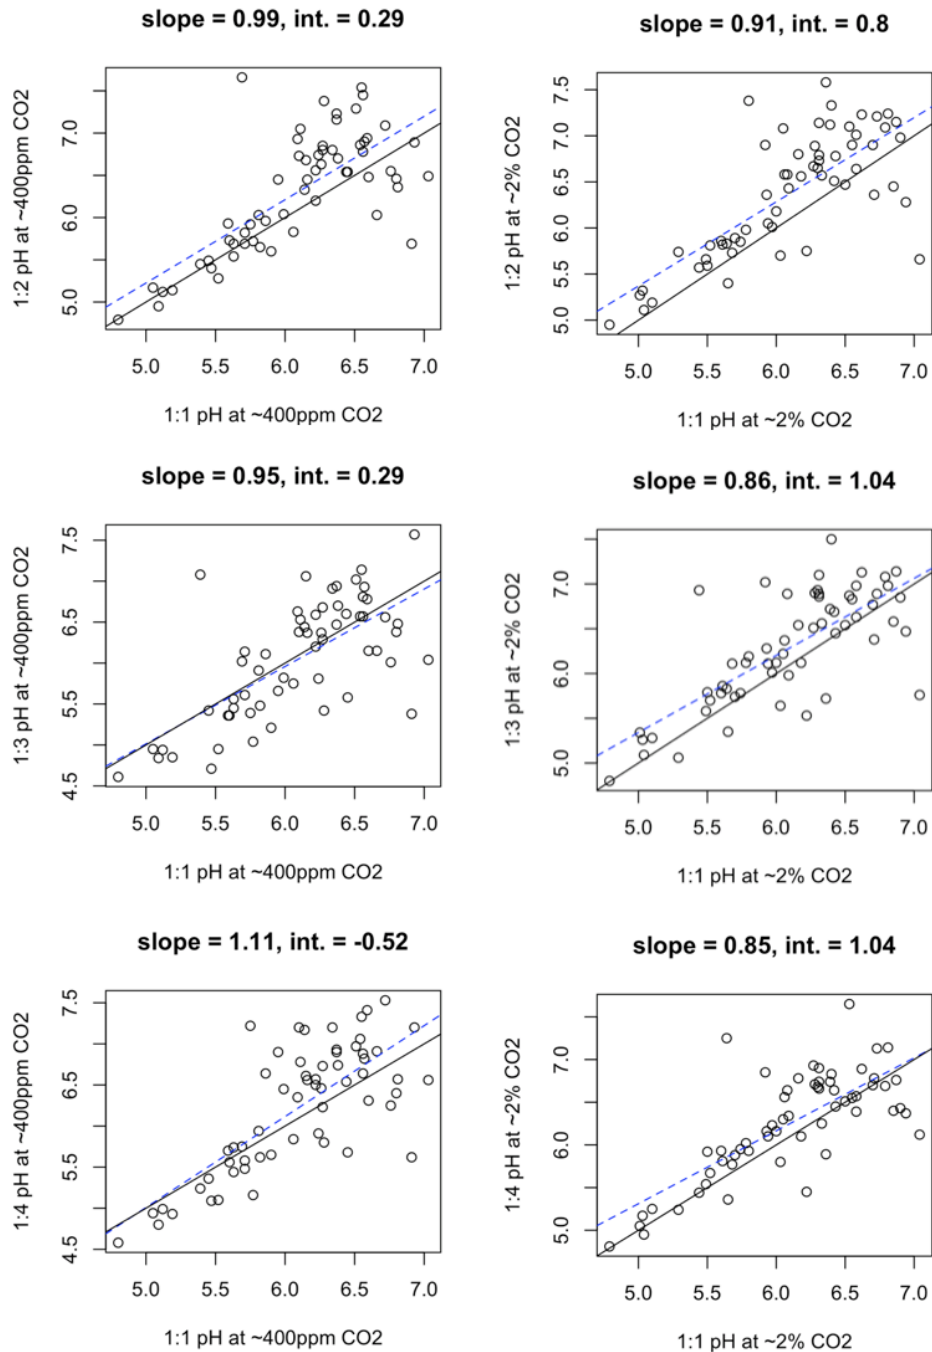 slope = 0.99, int. = 0.29
1:2 pH at ~400ppm CO2
5.0 6.0 7.0
5.0 5.5 6.0 6.5 7.0
1:1 pH at ~400ppm CO2
slope = 0.91, int. = 0.8
1:2 pH at ~2% CO2
5.0 5.5 6.0 6.5 7.0 7.5
5.0 5.5 6.0 6.5 7.0
1:1 pH at ~2% CO2
slope = 0.95, int. = 0.29
1:3 pH at ~400ppm CO2
4.5 5.5 6.5 7.5
5.0 5.5 6.0 6.5 7.0
1:1 pH at ~400ppm CO2
slope = 0.86, int. = 1.04
1:3 pH at ~2% CO2
5.0 6.0 7.0
5.0 5.5 6.0 6.5 7.0
1:1 pH at ~2% CO2
slope = 1.11, int. = -0.52
1:4 pH at ~400ppm CO2
4.5 5.5 6.5 7.5
5.0 5.5 6.0 6.5 7.0
1:1 pH at ~400ppm CO2
slope = 0.85, int. = 1.04
1:4 pH at ~2% CO2
5.0 6.0 7.0
5.0 5.5 6.0 6.5 7.0
1:1 pH at ~2% CO2